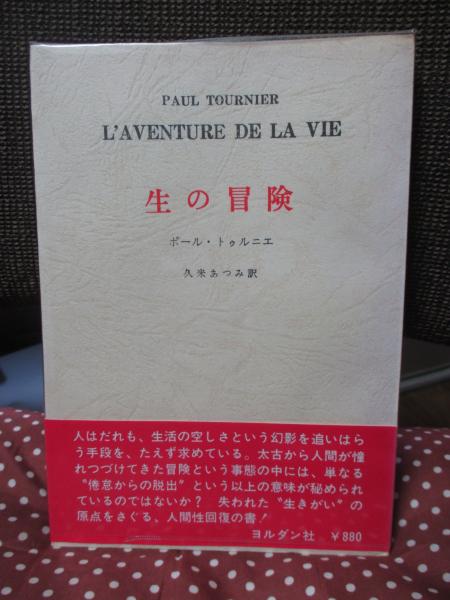 PAUL TOURNIER
L'AVENTURE DE LA VIE
生の冒険
ポール・トゥルニエ
久米あつみ訳
人はだれも、生活の空しさという幻影を追いはら
う手段を、たえず求めている。太古から人間が憧
れつづけてきた冒険という事態の中には、単なる
“倦怠からの脱出”という以上の意味が秘められ
ているのではないか？ 失われた“生きがい”の
原点をさぐる、人間性回復の書！
ヨルダン社 ￥880